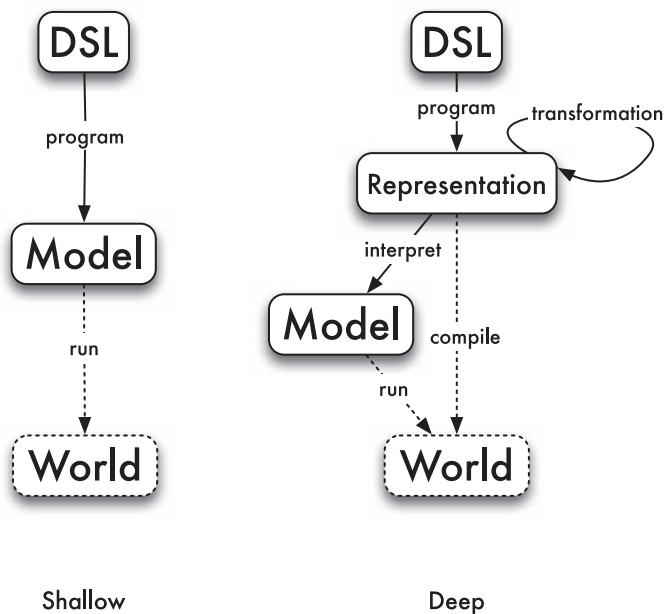 DSL
program
Model
run
World
Shallow
DSL
program
transformation
Representation
interpret
Model
compile
run
World
Deep